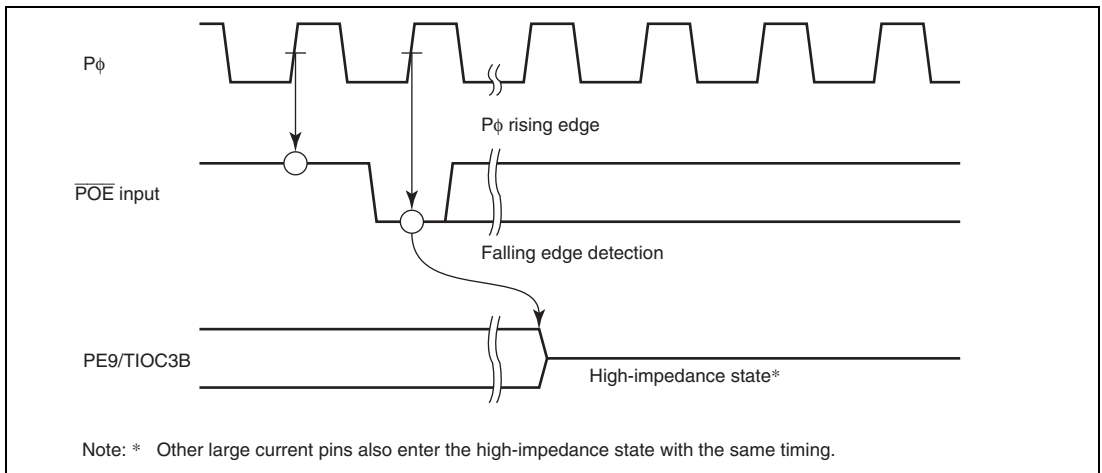 Pϕ
Pϕ rising edge
P̅O̅E̅ input
Falling edge detection
PE9/TIOC3B
High-impedance state*
Note: * Other large current pins also enter the high-impedance state with the same timing.